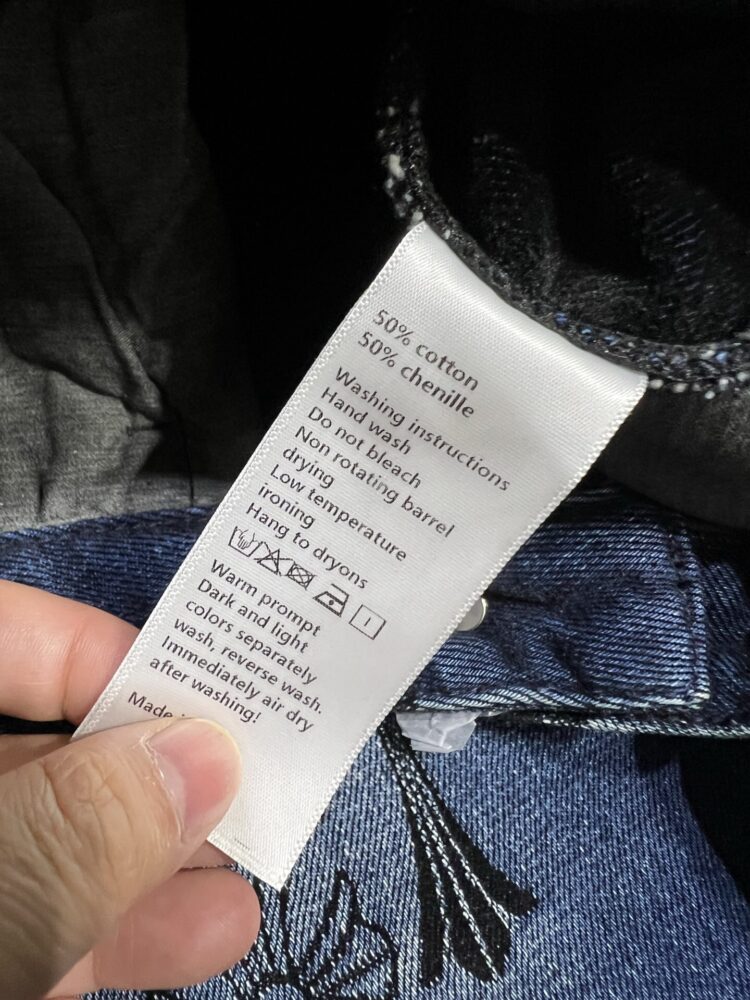 50% cotton
50% chenille
Washing instructions
Hand wash
Do not bleach
Non rotating barrel
drying
Low temperature
ironing
Hang to dryons
Warm prompt
Dark and light
colors separately
wash, reverse wash.
Immediately air dry
after washing!
Made